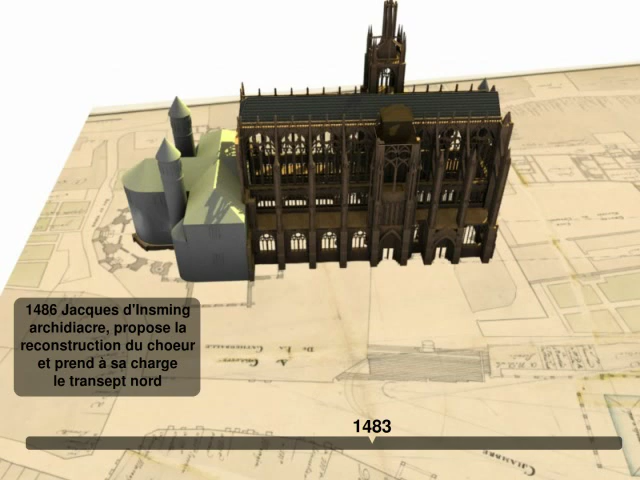 1486 Jacques d'Insming
archidiacre, propose la
reconstruction du choeur
et prend à sa charge
le transept nord
1483